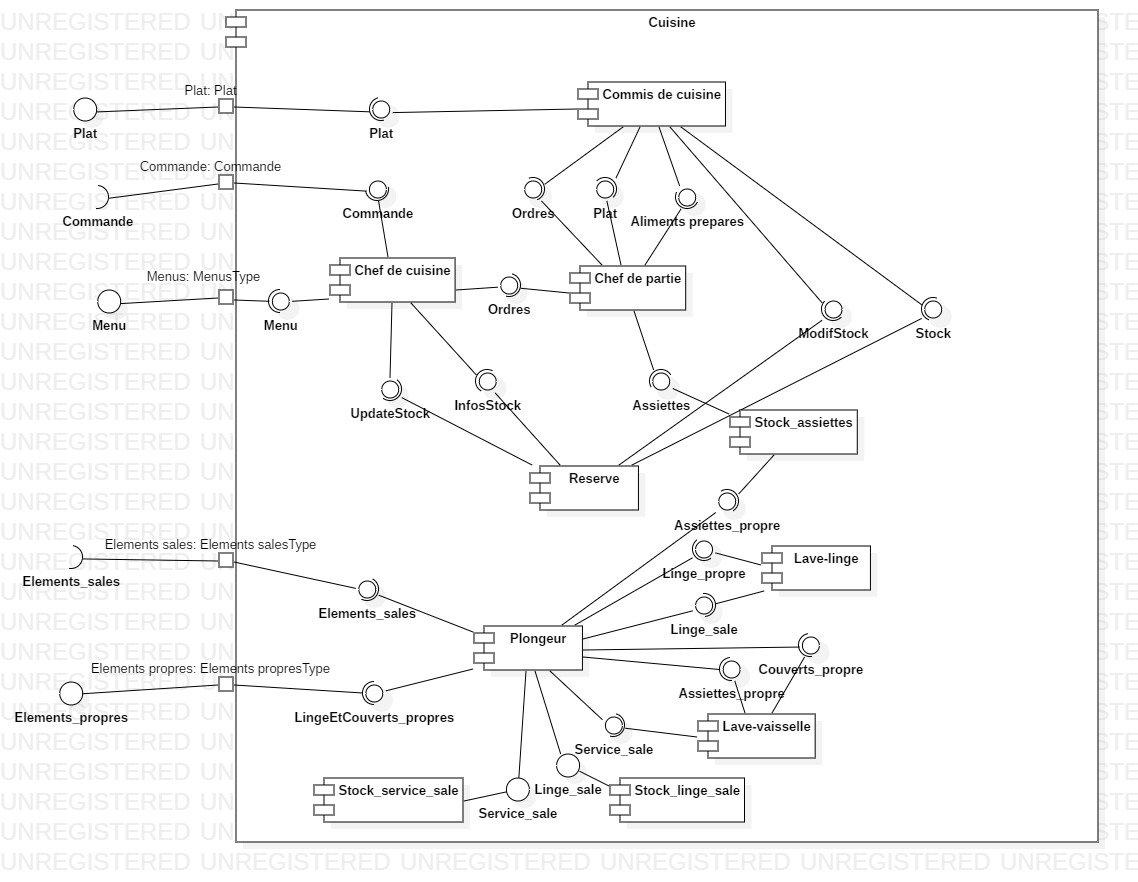 Cuisine
Plat: Plat
Commis de cuisine
Plat
Plat
Commande: Commande
Commande
Commande
Ordres
Plat
Aliments prepares
Menus: MenusType
Chef de cuisine
Chef de partie
Menu
Menu
Ordres
ModifStock
Stock
UpdateStock
InfosStock
Assiettes
Stock_assiettes
Reserve
Assiettes_propre
Elements sales: Elements salesType
Elements_sales
Linge_propre
Lave-linge
Elements_sales
Linge_sale
Plongeur
Elements propres: Elements propresType
Couverts_propre
Assiettes_propre
Elements_propres
LingeEtCouverts_propres
Lave-vaisselle
Service_sale
Stock_service_sale
Linge_sale
Stock_linge_sale
Service_sale
UNREGISTERED UNREGISTERED UNREGISTERED UNREGISTERED UNREGISTERED UNREGISTERED